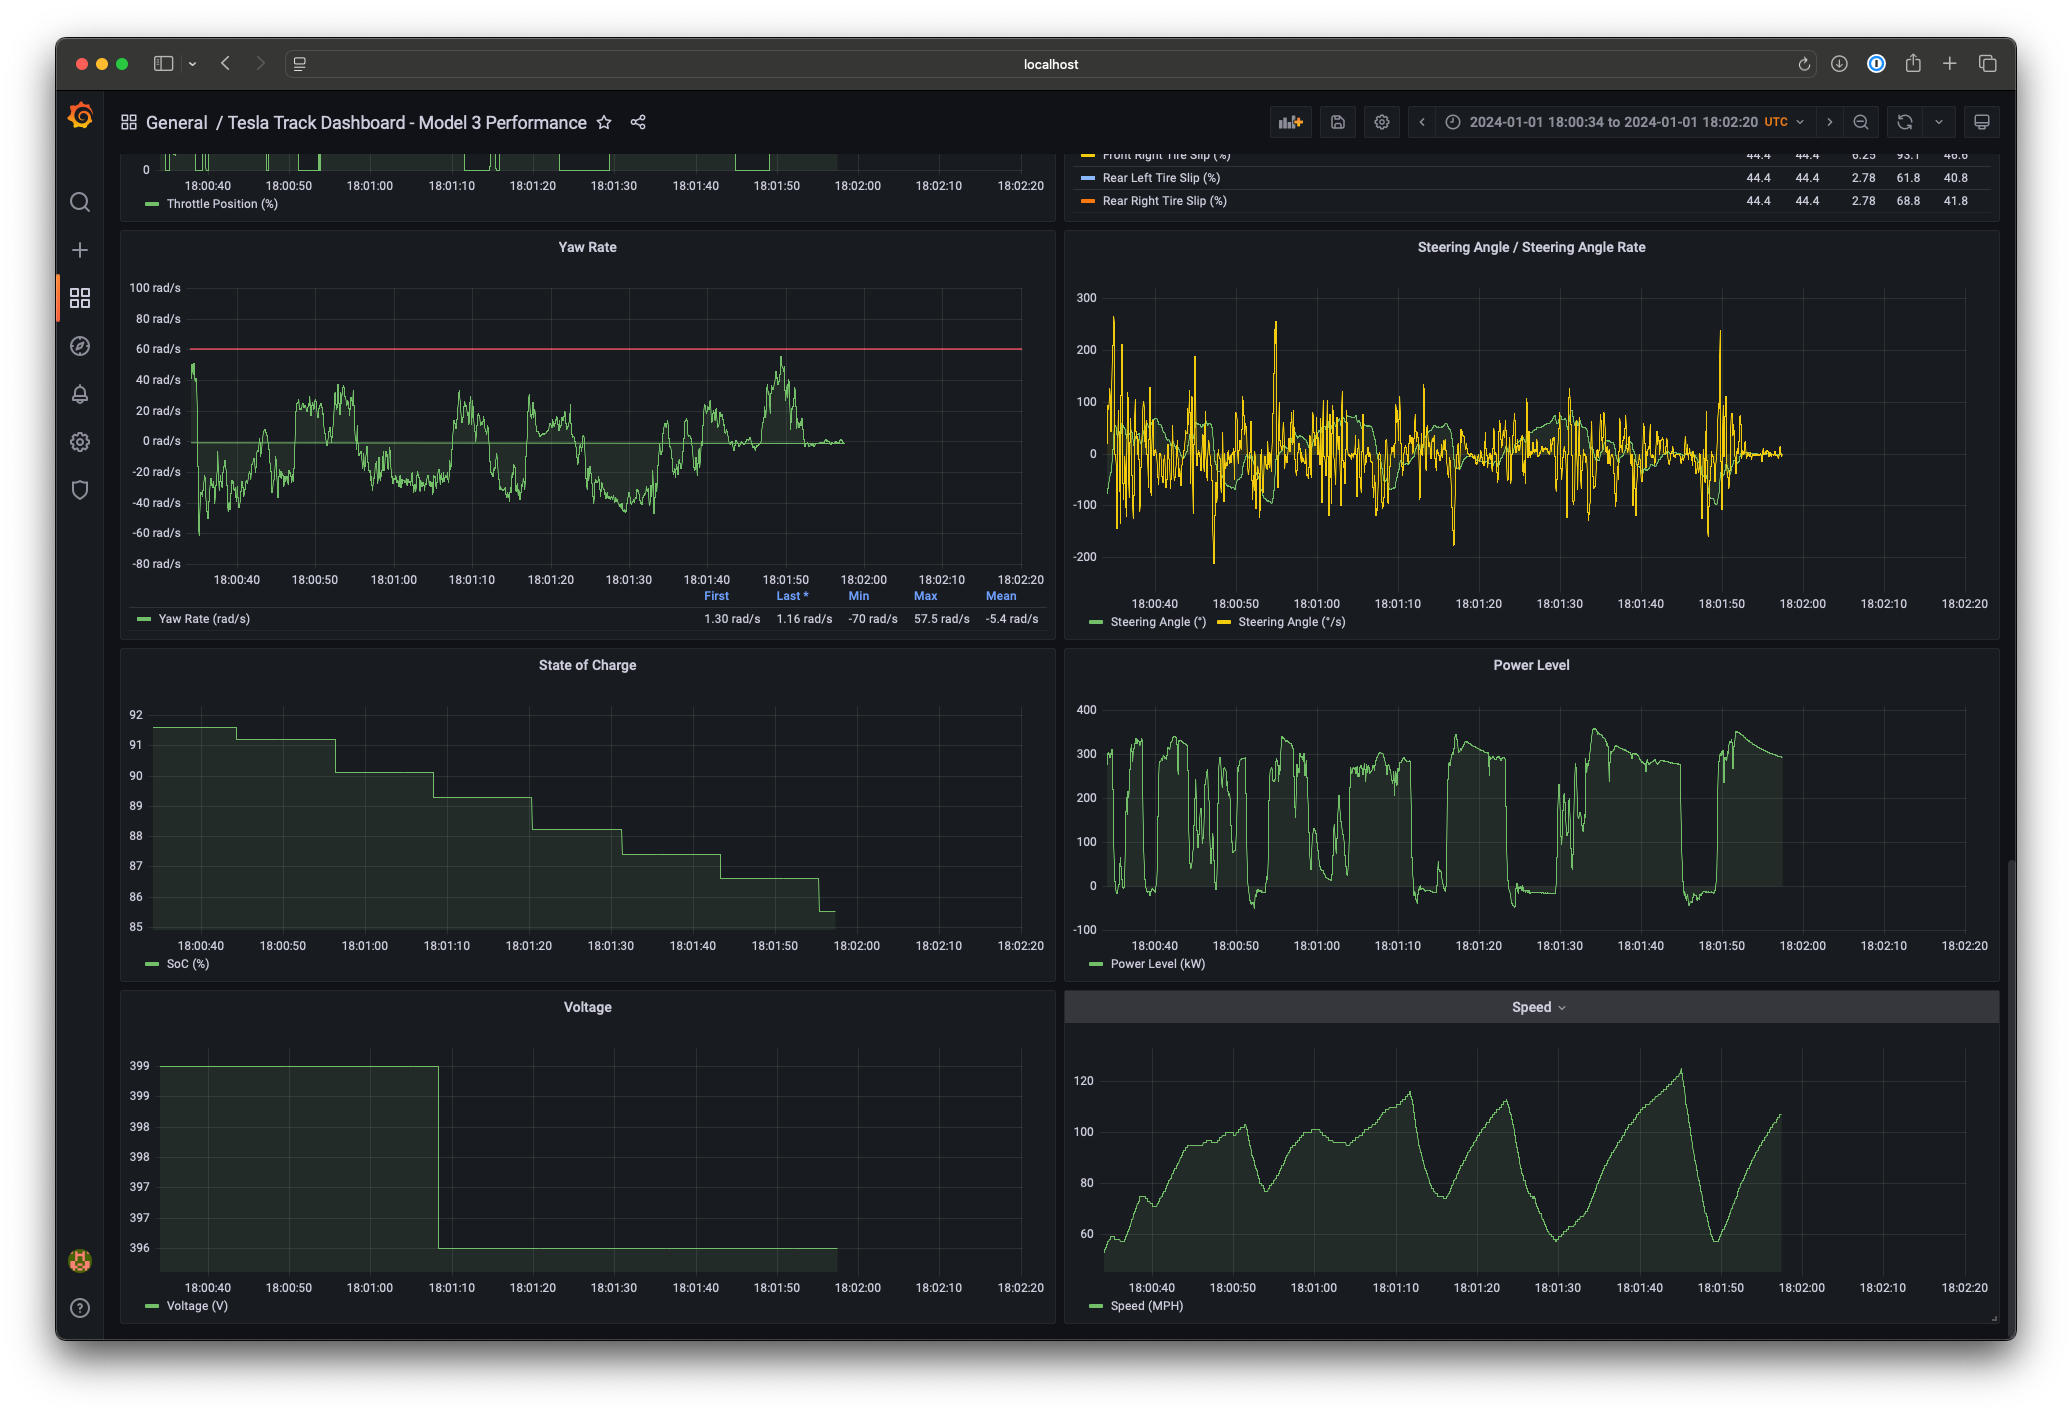 localhost
General / Tesla Track Dashboard - Model 3 Performance
2024-01-01 18:00:34 to 2024-01-01 18:02:20 UTC
0
18:00:40 18:00:50 18:01:00 18:01:10 18:01:20 18:01:30 18:01:40 18:01:50 18:02:00 18:02:10 18:02:20
Throttle Position (%)
Front Right Tire Slip (%) 44.4 44.4 6.25 93.1 46.6
Rear Left Tire Slip (%) 44.4 44.4 2.78 61.8 40.8
Rear Right Tire Slip (%) 44.4 44.4 2.78 68.8 41.8
Yaw Rate
100 rad/s
80 rad/s
60 rad/s
40 rad/s
20 rad/s
0 rad/s
-20 rad/s
-40 rad/s
-60 rad/s
-80 rad/s
18:00:40 18:00:50 18:01:00 18:01:10 18:01:20 18:01:30 18:01:40 18:01:50 18:02:00 18:02:10 18:02:20
First Last * Min Max Mean
Yaw Rate (rad/s) 1.30 rad/s 1.16 rad/s -70 rad/s 57.5 rad/s -5.4 rad/s
Steering Angle / Steering Angle Rate
300
200
100
0
-100
-200
18:00:40 18:00:50 18:01:00 18:01:10 18:01:20 18:01:30 18:01:40 18:01:50 18:02:00 18:02:10 18:02:20
Steering Angle (°) Steering Angle (°/s)
State of Charge
92
91
90
89
88
87
86
85
18:00:40 18:00:50 18:01:00 18:01:10 18:01:20 18:01:30 18:01:40 18:01:50 18:02:00 18:02:10 18:02:20
SoC (%)
Power Level
400
300
200
100
0
-100
18:00:40 18:00:50 18:01:00 18:01:10 18:01:20 18:01:30 18:01:40 18:01:50 18:02:00 18:02:10 18:02:20
Power Level (kW)
Voltage
399
399
398
398
397
397
396
18:00:40 18:00:50 18:01:00 18:01:10 18:01:20 18:01:30 18:01:40 18:01:50 18:02:00 18:02:10 18:02:20
Voltage (V)
Speed
120
100
80
60
18:00:40 18:00:50 18:01:00 18:01:10 18:01:20 18:01:30 18:01:40 18:01:50 18:02:00 18:02:10 18:02:20
Speed (MPH)